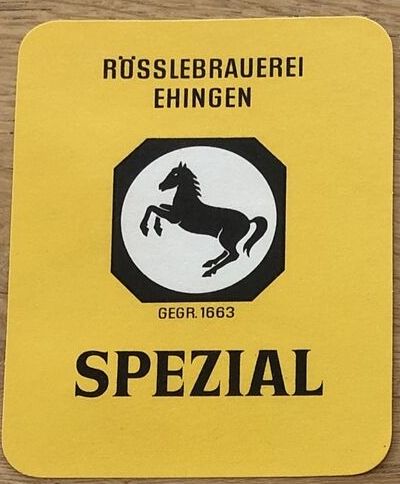 RÖSSLEBRAUEREI
EHINGEN
GEGR. 1663
SPEZIAL